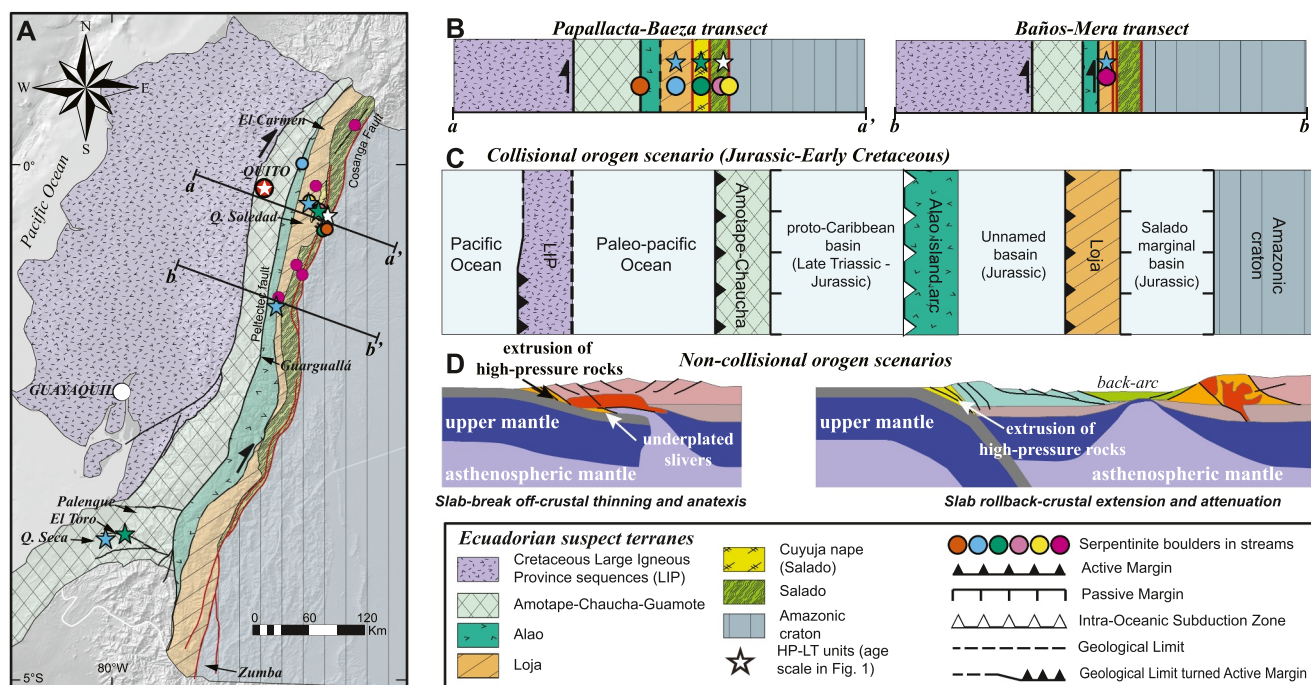 A
N
W
E
S
Pacific Ocean
0°
El Carmen
Cosanga Fault
QUITO
a
Q. Soledad
a'
b
Peltectec fault
b'
Guarguallá
GUAYAQUIL
Palenque
El Toro
Q. Seca
0 60 120
Km
Zumba
5°S
80°W
B
Papallacta-Baeza transect
a
a'
Baños-Mera transect
b
b
C
Collisional orogen scenario (Jurassic-Early Cretaceous)
Pacific
Ocean
LIP
Paleo-pacific
Ocean
Amotape-Chaucha
proto-Caribbean
basin
(Late Triassic -
Jurassic)
Alao island arc
Unnamed
basain
(Jurassic)
Loja
Salado
marginal
basin
(Jurassic)
Amazonic
craton
D
Non-collisional orogen scenarios
extrusion of
high-pressure rocks
upper mantle
underplated
slivers
asthenospheric mantle
Slab-break off-crustal thinning and anatexis
back-arc
upper mantle
extrusion of
high-pressure rocks
asthenospheric mantle
Slab rollback-crustal extension and attenuation
Ecuadorian suspect terranes
Cretaceous Large Igneous
Province sequences (LIP)
Amotape-Chaucha-Guamote
Alao
Loja
Cuyuja nape
(Salado)
Salado
Amazonic
craton
HP-LT units (age
scale in Fig. 1)
Serpentinite boulders in streams
Active Margin
Passive Margin
Intra-Oceanic Subduction Zone
Geological Limit
Geological Limit turned Active Margin